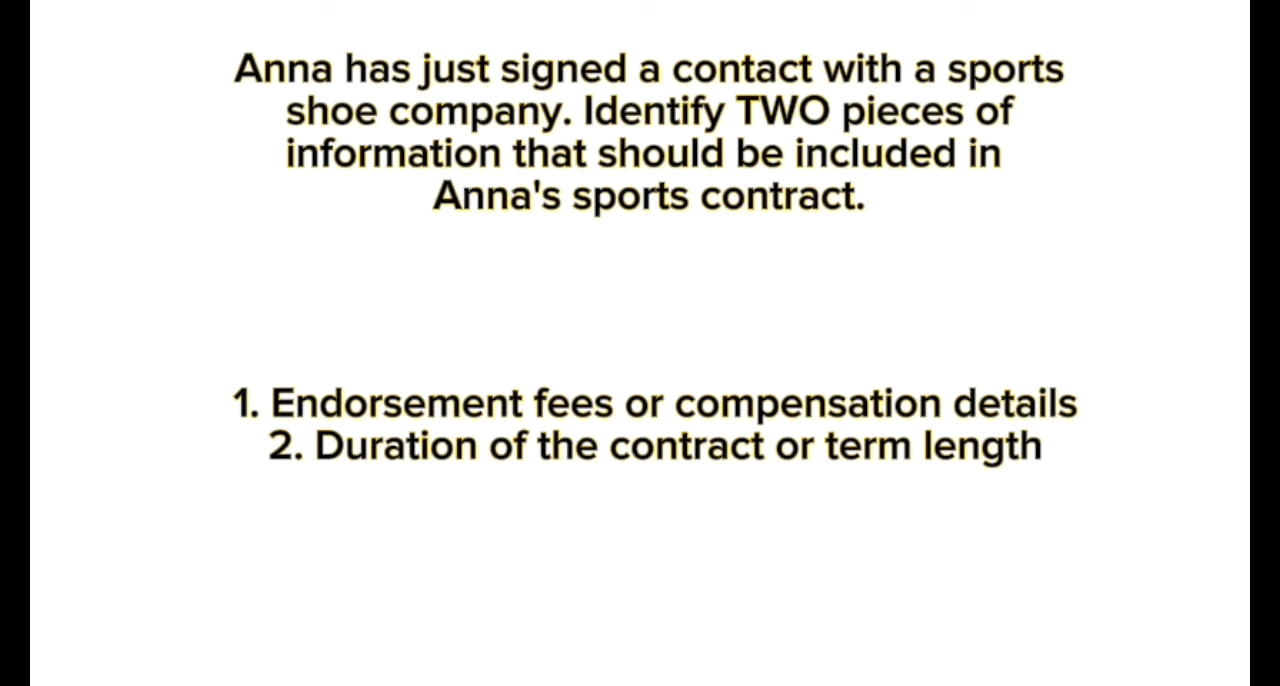 Anna has just signed a contact with a sports
shoe company. Identify TWO pieces of
information that should be included in
Anna's sports contract.
1. Endorsement fees or compensation details
2. Duration of the contract or term length